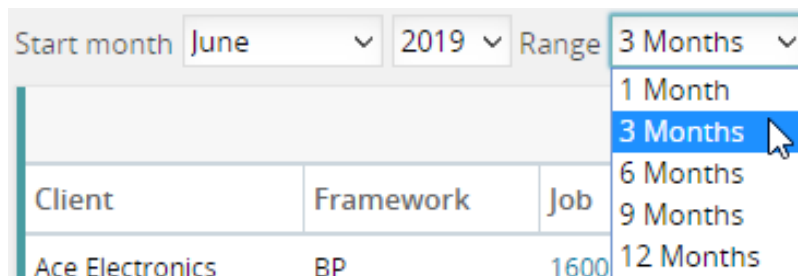 Start month June 2019 Range 3 Months
1 Month
3 Months
6 Months
9 Months
12 Months
Client Framework Job
Ace Electronics BP 1600